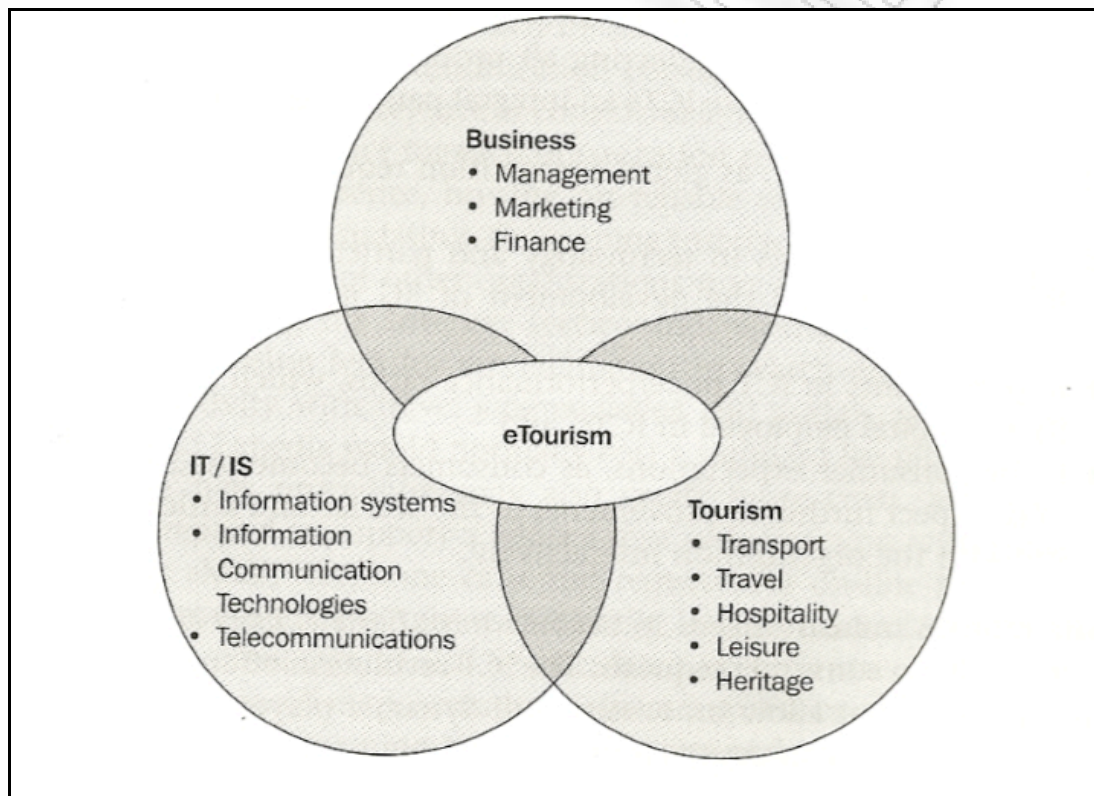 Business
• Management
• Marketing
• Finance
eTourism
IT / IS
• Information systems
• Information
Communication
Technologies
• Telecommunications
Tourism
• Transport
• Travel
• Hospitality
• Leisure
• Heritage